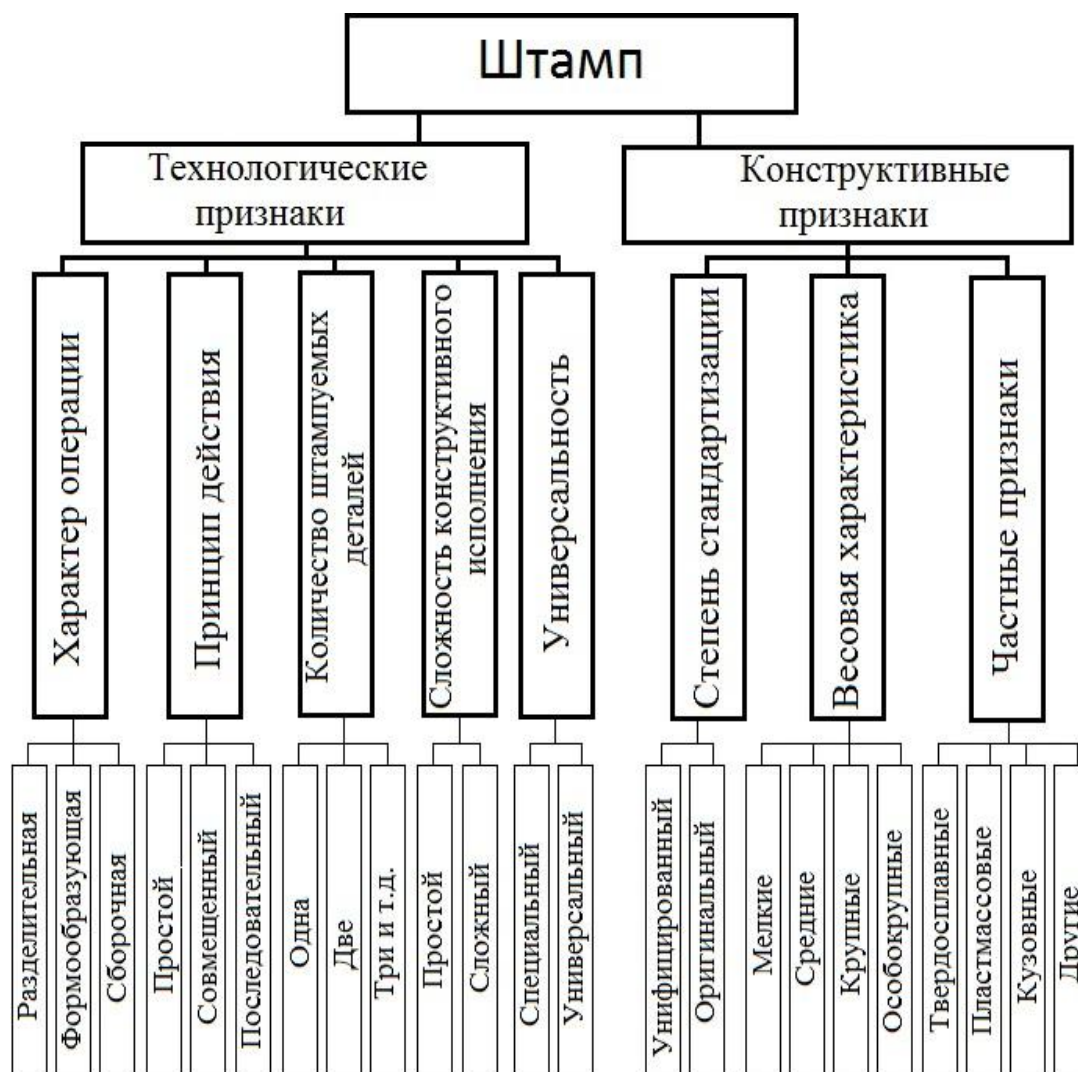 Штамп
Технологические
признаки
Конструктивные
признаки
Характер операции
Принцип действия
Количество штампуемых
деталей
Сложность конструктивного
исполнения
Универсальность
Степень стандартизации
Весовая характеристика
Частные признаки
Разделительная
Формообразующая
Сборочная
Простой
Совмещенный
Последовательный
Одна
Две
Три и т.д.
Простой
Сложный
Специальный
Универсальный
Унифицированный
Оригинальный
Мелкие
Средние
Крупные
Особокрупные
Твердосплавные
Пластмассовые
Кузовные
Другие